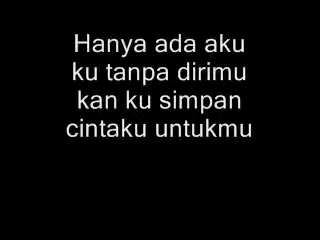 Hanya ada aku
ku tanpa dirimu
kan ku simpan
cintaku untukmu